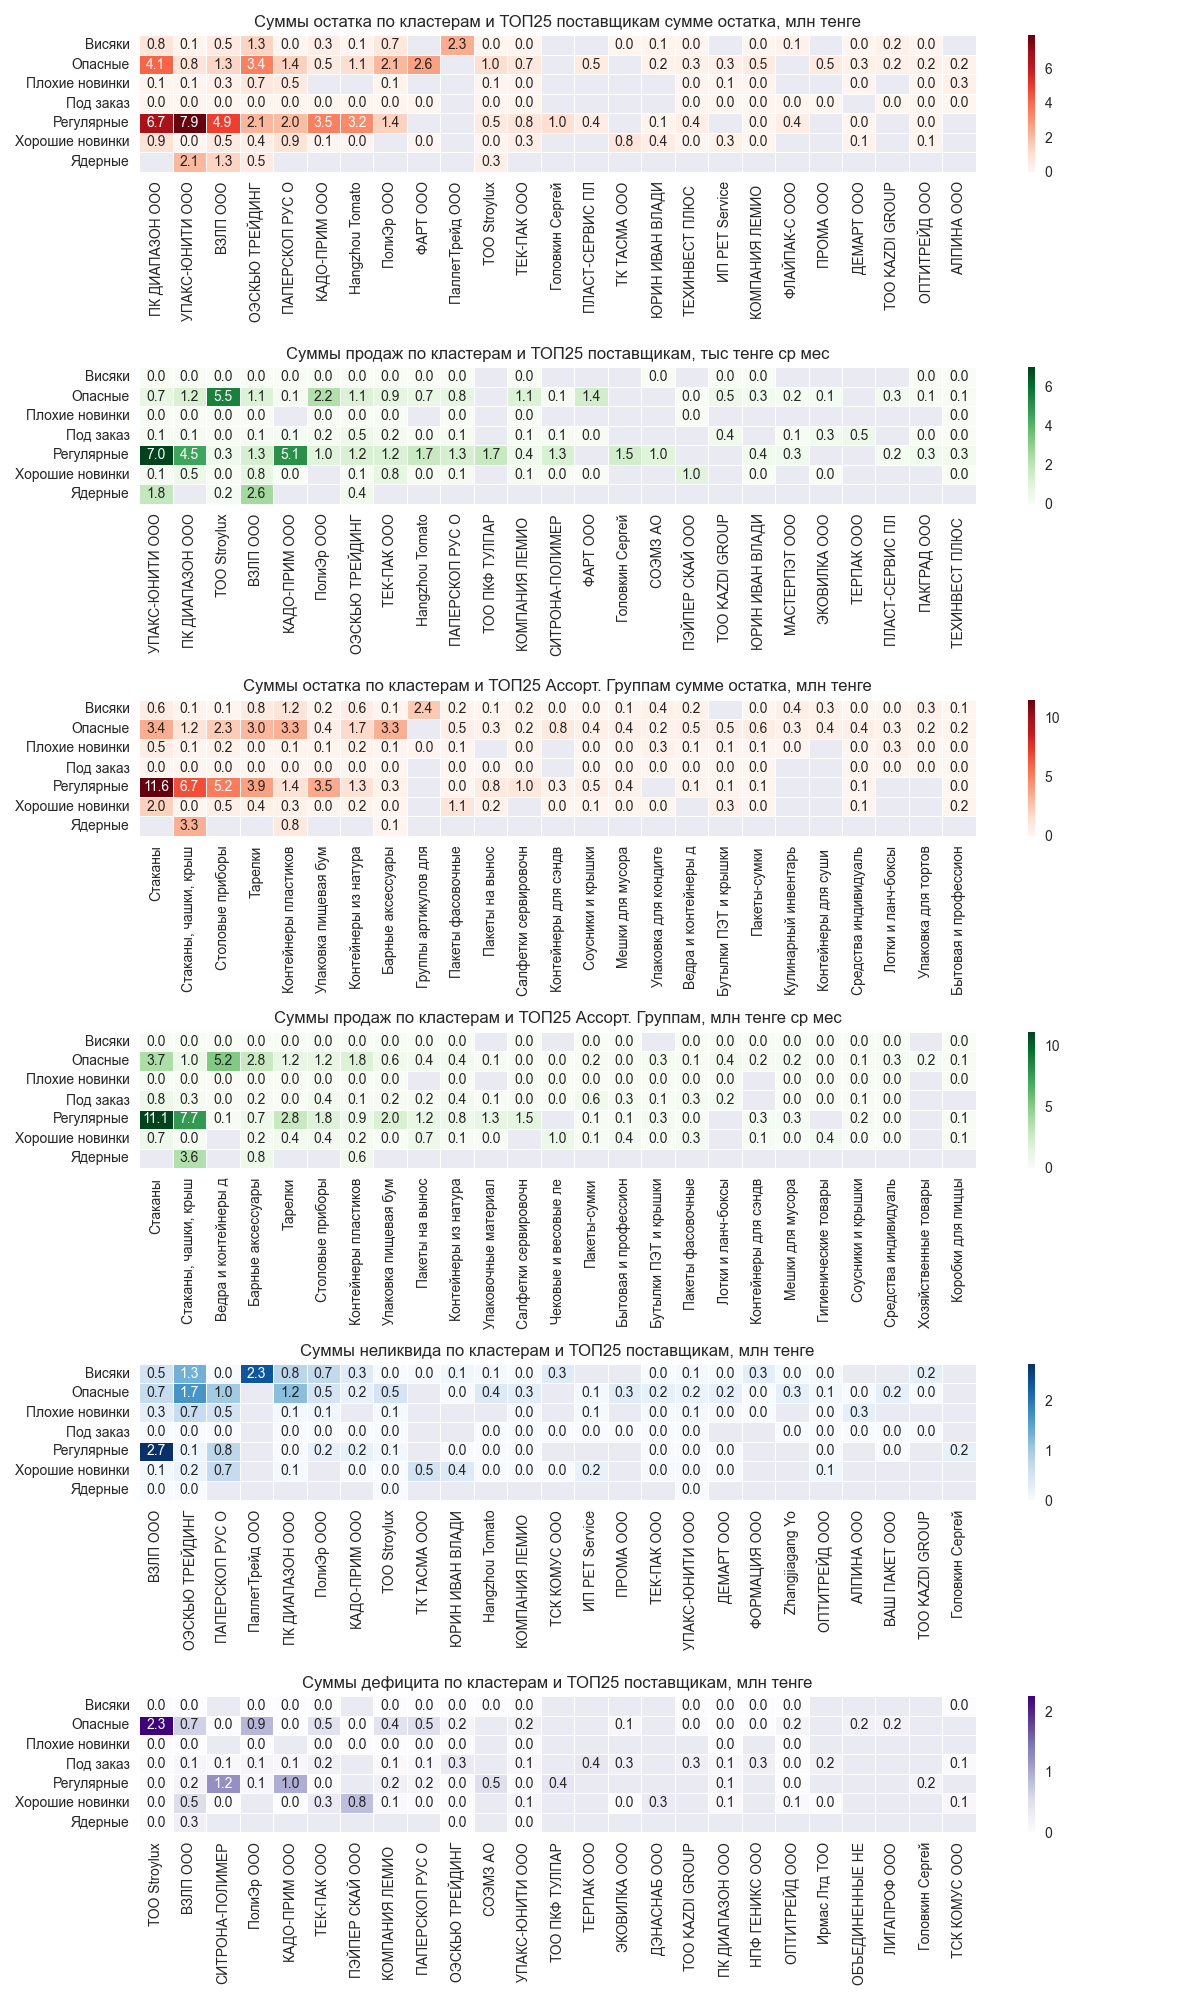 Суммы остатка по кластерам и ТОП25 поставщикам сумме остатка, млн тенге
Висяки 0.8 0.1 0.5 1.3 0.0 0.3 0.1 0.7 2.3 0.0 0.0 0.0 0.1 0.0 0.0 0.1 0.0 0.2 0.0
Опасные 4.1 0.8 1.3 3.4 1.4 0.5 1.1 2.1 2.6 1.0 0.7 0.5 0.2 0.3 0.3 0.5 0.5 0.3 0.2 0.2 0.2
Плохие новинки 0.1 0.1 0.3 0.7 0.5 0.1 0.1 0.0 0.0 0.1 0.0 0.0 0.0 0.3
Под заказ 0.0 0.0 0.0 0.0 0.0 0.0 0.0 0.0 0.0 0.0 0.0 0.0 0.0 0.0 0.0 0.0 0.0 0.0 0.0
Регулярные 6.7 7.9 4.9 2.1 2.0 3.5 3.2 1.4 0.5 0.8 1.0 0.4 0.1 0.4 0.0 0.4 0.0 0.0
Хорошие новинки 0.9 0.0 0.5 0.4 0.9 0.1 0.0 0.0 0.0 0.3 0.8 0.4 0.0 0.3 0.0 0.1 0.1
Ядерные 2.1 1.3 0.5 0.3
6
4
2
0
ПК ДИАПАЗОН ООО
УПАКС-ЮНИТИ ООО
ВЗЛП ООО
ОЭСКЬЮ ТРЕЙДИНГ
ПАПЕРСКОП РУС О
КАДО-ПРИМ ООО
Hangzhou Tomato
ПолиЭр ООО
ФАРТ ООО
ПаллетТрейд ООО
ТОО Stroylux
ТЕК-ПАК ООО
Головкин Сергей
ПЛАСТ-СЕРВИС ПЛ
ТК ТАСМА ООО
ЮРИН ИВАН ВЛАДИ
ТЕХИНВЕСТ ПЛЮС
ИП PET Service
КОМПАНИЯ ЛЕМИО
ФЛАЙПАК-С ООО
ПРОМА ООО
ДЕМАРТ ООО
ТОО KAZDI GROUP
ОПТИТРЕЙД ООО
АЛПИНА ООО
Суммы продаж по кластерам и ТОП25 поставщикам, тыс тенге ср мес
Висяки 0.0 0.0 0.0 0.0 0.0 0.0 0.0 0.0 0.0 0.0 0.0 0.0 0.0 0.0 0.0 0.0
Опасные 0.7 1.2 5.5 1.1 0.1 2.2 1.1 0.9 0.7 0.8 1.1 0.1 1.4 0.0 0.5 0.3 0.2 0.1 0.3 0.1 0.1
Плохие новинки 0.0 0.0 0.0 0.0 0.0 0.0 0.0 0.0 0.0 0.0 0.0
Под заказ 0.1 0.1 0.0 0.1 0.1 0.2 0.5 0.2 0.0 0.1 0.1 0.1 0.0 0.4 0.1 0.3 0.5 0.0 0.0
Регулярные 7.0 4.5 0.3 1.3 5.1 1.0 1.2 1.2 1.7 1.3 1.7 0.4 1.3 1.5 1.0 0.4 0.3 0.2 0.3 0.3
Хорошие новинки 0.1 0.5 0.0 0.8 0.0 0.1 0.8 0.0 0.1 0.1 0.0 0.0 1.0 0.0 0.0
Ядерные 1.8 0.2 2.6 0.4
6
4
2
0
УПАКС-ЮНИТИ ООО
ПК ДИАПАЗОН ООО
ТОО Stroylux
ВЗЛП ООО
КАДО-ПРИМ ООО
ПолиЭр ООО
ОЭСКЬЮ ТРЕЙДИНГ
ТЕК-ПАК ООО
Hangzhou Tomato
ПАПЕРСКОП РУС О
ТОО ПКФ ТУЛПАР
КОМПАНИЯ ЛЕМИО
СИТРОНА-ПОЛИМЕР
ФАРТ ООО
Головкин Сергей
СОЭМЗ АО
ПЭЙПЕР СКАЙ ООО
ТОО KAZDI GROUP
ЮРИН ИВАН ВЛАДИ
МАСТЕРПЭТ ООО
ЭКОВИЛКА ООО
ТЕРПАК ООО
ПЛАСТ-СЕРВИС ПЛ
ПАКГРАД ООО
ТЕХИНВЕСТ ПЛЮС
Суммы остатка по кластерам и ТОП25 Ассорт. Группам сумме остатка, млн тенге
Висяки 0.6 0.1 0.1 0.8 1.2 0.2 0.6 0.1 2.4 0.2 0.1 0.2 0.0 0.0 0.1 0.4 0.2 0.0 0.4 0.3 0.0 0.0 0.3 0.1
Опасные 3.4 1.2 2.3 3.0 3.3 0.4 1.7 3.3 0.5 0.3 0.2 0.8 0.4 0.4 0.2 0.5 0.5 0.6 0.3 0.4 0.4 0.3 0.2 0.2
Плохие новинки 0.5 0.1 0.2 0.0 0.1 0.1 0.2 0.1 0.0 0.1 0.0 0.0 0.0 0.3 0.1 0.1 0.1 0.0 0.0 0.3 0.0 0.0
Под заказ 0.0 0.0 0.0 0.0 0.0 0.0 0.0 0.0 0.0 0.0 0.0 0.0 0.0 0.0 0.0 0.0 0.0 0.0 0.0 0.0 0.0 0.0
Регулярные 11.6 6.7 5.2 3.9 1.4 3.5 1.3 0.3 0.0 0.8 1.0 0.3 0.5 0.4 0.1 0.1 0.1 0.1 0.0
Хорошие новинки 2.0 0.0 0.5 0.4 0.3 0.0 0.2 0.0 1.1 0.2 0.0 0.1 0.0 0.0 0.3 0.0 0.1 0.0 0.2
Ядерные 3.3 0.8 0.1
10
5
0
Стаканы
Стаканы, чашки, крыш
Столовые приборы
Тарелки
Контейнеры пластиков
Упаковка пищевая бум
Контейнеры из натура
Барные аксессуары
Группы артикулов для
Пакеты фасовочные
Пакеты на вынос
Салфетки сервировочн
Контейнеры для сэндв
Соусники и крышки
Мешки для мусора
Упаковка для кондите
Ведра и контейнеры д
Бутылки ПЭТ и крышки
Пакеты-сумки
Кулинарный инвентарь
Контейнеры для суши
Средства индивидуаль
Лотки и ланч-боксы
Упаковка для тортов
Бытовая и профессион
Суммы продаж по кластерам и ТОП25 Ассорт. Группам, млн тенге ср мес
Висяки 0.0 0.0 0.0 0.0 0.0 0.0 0.0 0.0 0.0 0.0 0.0 0.0 0.0 0.0 0.0 0.0 0.0 0.0 0.0 0.0 0.0
Опасные 3.7 1.0 5.2 2.8 1.2 1.2 1.8 0.6 0.4 0.4 0.1 0.0 0.0 0.2 0.0 0.3 0.1 0.4 0.2 0.2 0.0 0.1 0.3 0.2 0.1
Плохие новинки 0.0 0.0 0.0 0.0 0.0 0.0 0.0 0.0 0.0 0.0 0.0 0.0 0.0 0.0 0.0 0.0 0.0 0.0 0.0 0.0 0.0
Под заказ 0.8 0.3 0.0 0.2 0.0 0.4 0.1 0.2 0.2 0.4 0.1 0.0 0.0 0.6 0.3 0.1 0.3 0.2 0.0 0.0 0.1 0.0
Регулярные 11.1 7.7 0.1 0.7 2.8 1.8 0.9 2.0 1.2 0.8 1.3 1.5 0.1 0.1 0.3 0.0 0.3 0.3 0.2 0.0 0.1
Хорошие новинки 0.7 0.0 0.2 0.4 0.4 0.2 0.0 0.7 0.1 0.0 1.0 0.1 0.4 0.0 0.3 0.1 0.0 0.4 0.0 0.0 0.1
Ядерные 3.6 0.8 0.6
10
5
0
Стаканы
Стаканы, чашки, крыш
Ведра и контейнеры д
Барные аксессуары
Тарелки
Столовые приборы
Контейнеры пластиков
Упаковка пищевая бум
Пакеты на вынос
Контейнеры из натура
Упаковочные материал
Салфетки сервировочн
Чековые и весовые ле
Пакеты-сумки
Бытовая и профессион
Бутылки ПЭТ и крышки
Пакеты фасовочные
Лотки и ланч-боксы
Контейнеры для сэндв
Мешки для мусора
Гигиенические товары
Соусники и крышки
Средства индивидуаль
Хозяйственные товары
Коробки для пиццы
Суммы неликвида по кластерам и ТОП25 поставщикам, млн тенге
Висяки 0.5 1.3 0.0 2.3 0.8 0.7 0.3 0.0 0.0 0.1 0.1 0.0 0.3 0.0 0.1 0.0 0.3 0.0 0.0 0.2
Опасные 0.7 1.7 1.0 1.2 0.5 0.2 0.5 0.0 0.4 0.3 0.1 0.3 0.2 0.2 0.2 0.0 0.3 0.1 0.0 0.2 0.0
Плохие новинки 0.3 0.7 0.5 0.1 0.1 0.1 0.0 0.1 0.0 0.1 0.0 0.0 0.0 0.3
Под заказ 0.0 0.0 0.0 0.0 0.0 0.0 0.0 0.0 0.0 0.0 0.0 0.0 0.0 0.0 0.0 0.0 0.0 0.0 0.0
Регулярные 2.7 0.1 0.8 0.0 0.2 0.2 0.1 0.0 0.0 0.0 0.0 0.0 0.0 0.0 0.0 0.2
Хорошие новинки 0.1 0.2 0.7 0.1 0.0 0.0 0.5 0.4 0.0 0.0 0.0 0.2 0.0 0.0 0.0 0.1
Ядерные 0.0 0.0 0.0 0.0
2
1
0
ВЗЛП ООО
ОЭСКЬЮ ТРЕЙДИНГ
ПАПЕРСКОП РУС О
ПаллетТрейд ООО
ПК ДИАПАЗОН ООО
ПолиЭр ООО
КАДО-ПРИМ ООО
ТОО Stroylux
ТК ТАСМА ООО
ЮРИН ИВАН ВЛАДИ
Hangzhou Tomato
КОМПАНИЯ ЛЕМИО
ТСК КОМУС ООО
ИП PET Service
ПРОМА ООО
ТЕК-ПАК ООО
УПАКС-ЮНИТИ ООО
ДЕМАРТ ООО
ФОРМАЦИЯ ООО
Zhangjiagang Yo
ОПТИТРЕЙД ООО
АЛПИНА ООО
ВАШ ПАКЕТ ООО
ТОО KAZDI GROUP
Головкин Сергей
Суммы дефицита по кластерам и ТОП25 поставщикам, млн тенге
Висяки 0.0 0.0 0.0 0.0 0.0 0.0 0.0 0.0 0.0 0.0 0.0 0.0 0.0 0.0 0.0
Опасные 2.3 0.7 0.0 0.9 0.0 0.5 0.0 0.4 0.5 0.2 0.2 0.1 0.0 0.0 0.0 0.2 0.2 0.2
Плохие новинки 0.0 0.0 0.0 0.0 0.0 0.0 0.0 0.0 0.0 0.0 0.0
Под заказ 0.0 0.1 0.1 0.1 0.1 0.2 0.1 0.1 0.3 0.1 0.4 0.3 0.3 0.1 0.3 0.0 0.2 0.1
Регулярные 0.0 0.2 1.2 0.1 1.0 0.0 0.2 0.2 0.0 0.5 0.0 0.4 0.1 0.0 0.2
Хорошие новинки 0.0 0.5 0.0 0.0 0.3 0.8 0.1 0.0 0.0 0.1 0.0 0.3 0.1 0.1 0.0 0.1
Ядерные 0.0 0.3 0.0 0.0
2
1
0
ТОО Stroylux
ВЗЛП ООО
СИТРОНА-ПОЛИМЕР
ПолиЭр ООО
КАДО-ПРИМ ООО
ТЕК-ПАК ООО
ПЭЙПЕР СКАЙ ООО
КОМПАНИЯ ЛЕМИО
ПАПЕРСКОП РУС О
ОЭСКЬЮ ТРЕЙДИНГ
СОЭМЗ АО
УПАКС-ЮНИТИ ООО
ТОО ПКФ ТУЛПАР
ТЕРПАК ООО
ЭКОВИЛКА ООО
ДЭНАСНАБ ООО
ТОО KAZDI GROUP
ПК ДИАПАЗОН ООО
НПФ ГЕНИКС ООО
ОПТИТРЕЙД ООО
Ирмас Лтд ТОО
ОБЪЕДИНЕННЫЕ НЕ
ЛИГАПРОФ ООО
Головкин Сергей
ТСК КОМУС ООО